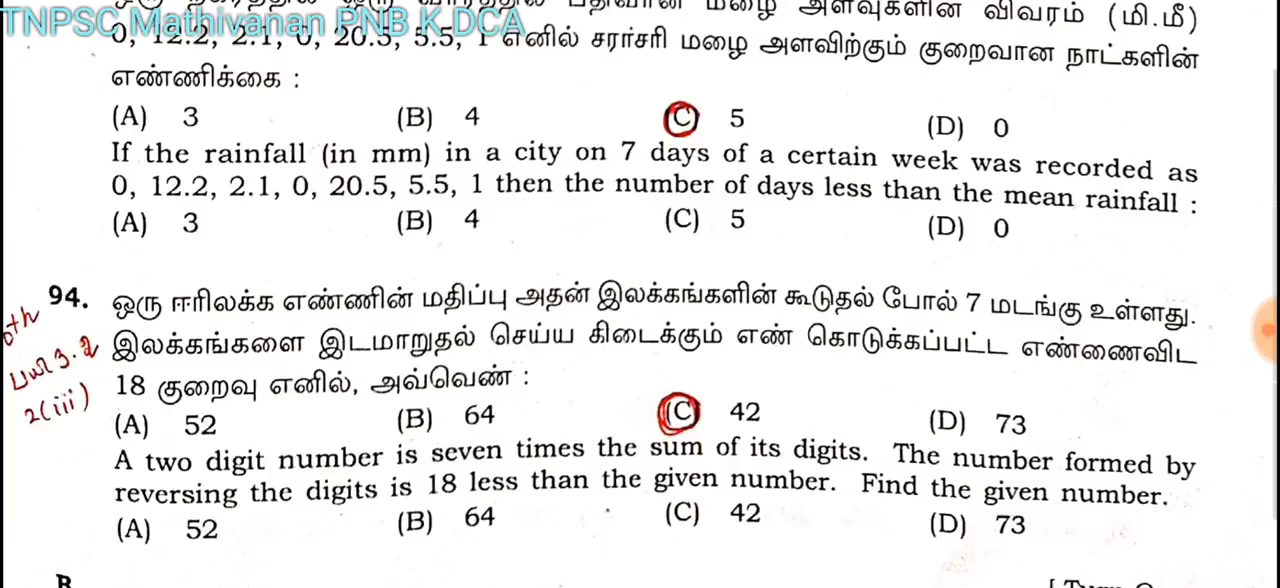 TNPSC Mathivanan PNB K DCA
மழை அளவுகளின் விவரம் (மி.மீ)
0, 12.2, 2.1, 0, 20.5, 5.5, 1 எனில் சராசரி மழை அளவிற்கும் குறைவான நாட்களின்
எண்ணிக்கை :
(A) 3 (B) 4 (C) 5 (D) 0
If the rainfall (in mm) in a city on 7 days of a certain week was recorded as
0, 12.2, 2.1, 0, 20.5, 5.5, 1 then the number of days less than the mean rainfall :
(A) 3 (B) 4 (C) 5 (D) 0
94. ஒரு ஈரிலக்க எண்ணின் மதிப்பு அதன் இலக்கங்களின் கூடுதல் போல் 7 மடங்கு உள்ளது.
இலக்கங்களை இடமாறுதல் செய்ய கிடைக்கும் எண் கொடுக்கப்பட்ட எண்ணைவிட
18 குறைவு எனில், அவ்வெண் :
2(iii)
(A) 52 (B) 64 (C) 42 (D) 73
A two digit number is seven times the sum of its digits. The number formed by
reversing the digits is 18 less than the given number. Find the given number.
(A) 52 (B) 64 (C) 42 (D) 73